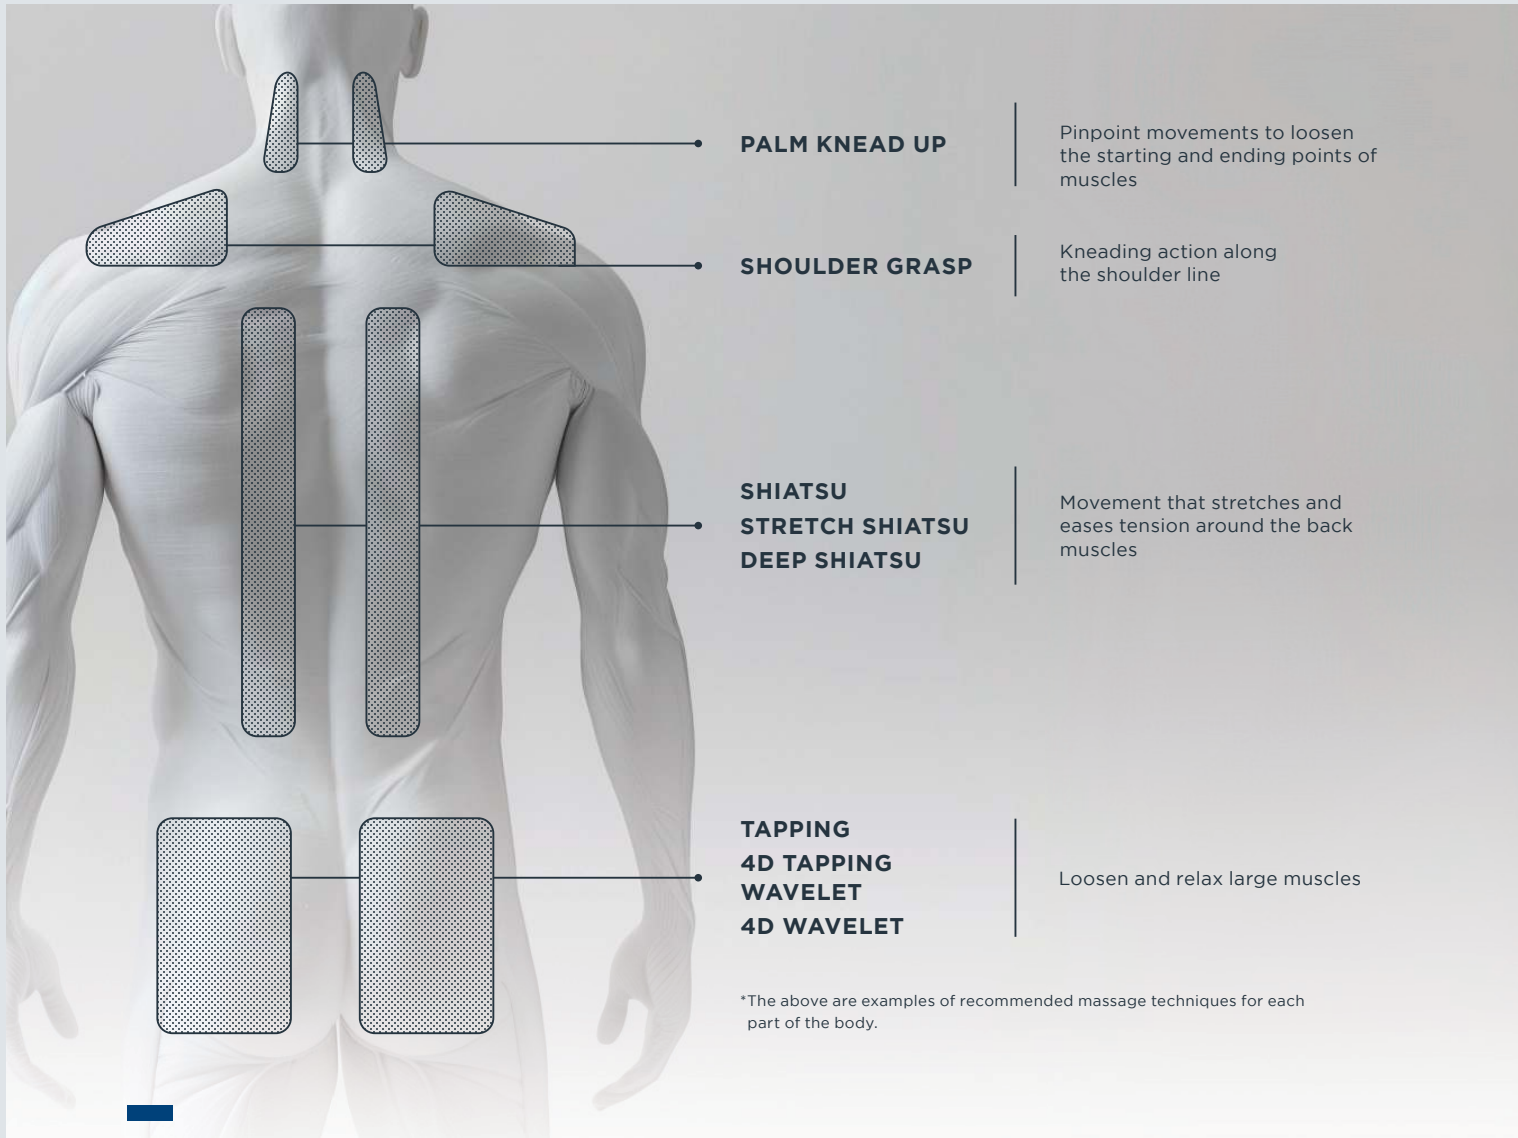 PALM KNEAD UP
Pinpoint movements to loosen
the starting and ending points of
muscles
SHOULDER GRASP
Kneading action along
the shoulder line
SHIATSU
STRETCH SHIATSU
DEEP SHIATSU
Movement that stretches and
eases tension around the back
muscles
TAPPING
4D TAPPING
WAVELET
4D WAVELET
Loosen and relax large muscles
*The above are examples of recommended massage techniques for each
part of the body.